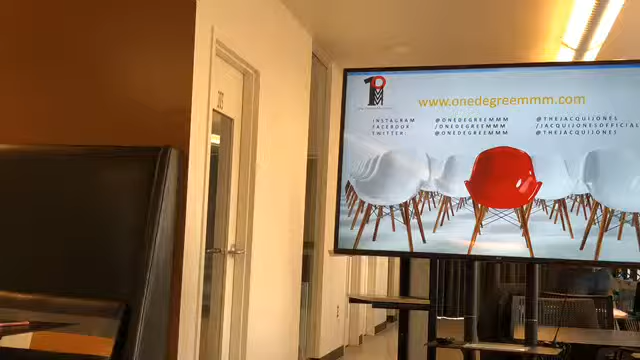 www.onedegreemmm.com
INSTAGRAM @ONEDEGREEMMM @THEJACQUIJONES
FACEBOOK: /ONEDEGREEMMM /JACQUIJONESOFFICIAL
TWITTER: @ONEDEGREEMMM @THEJACQUIJONES